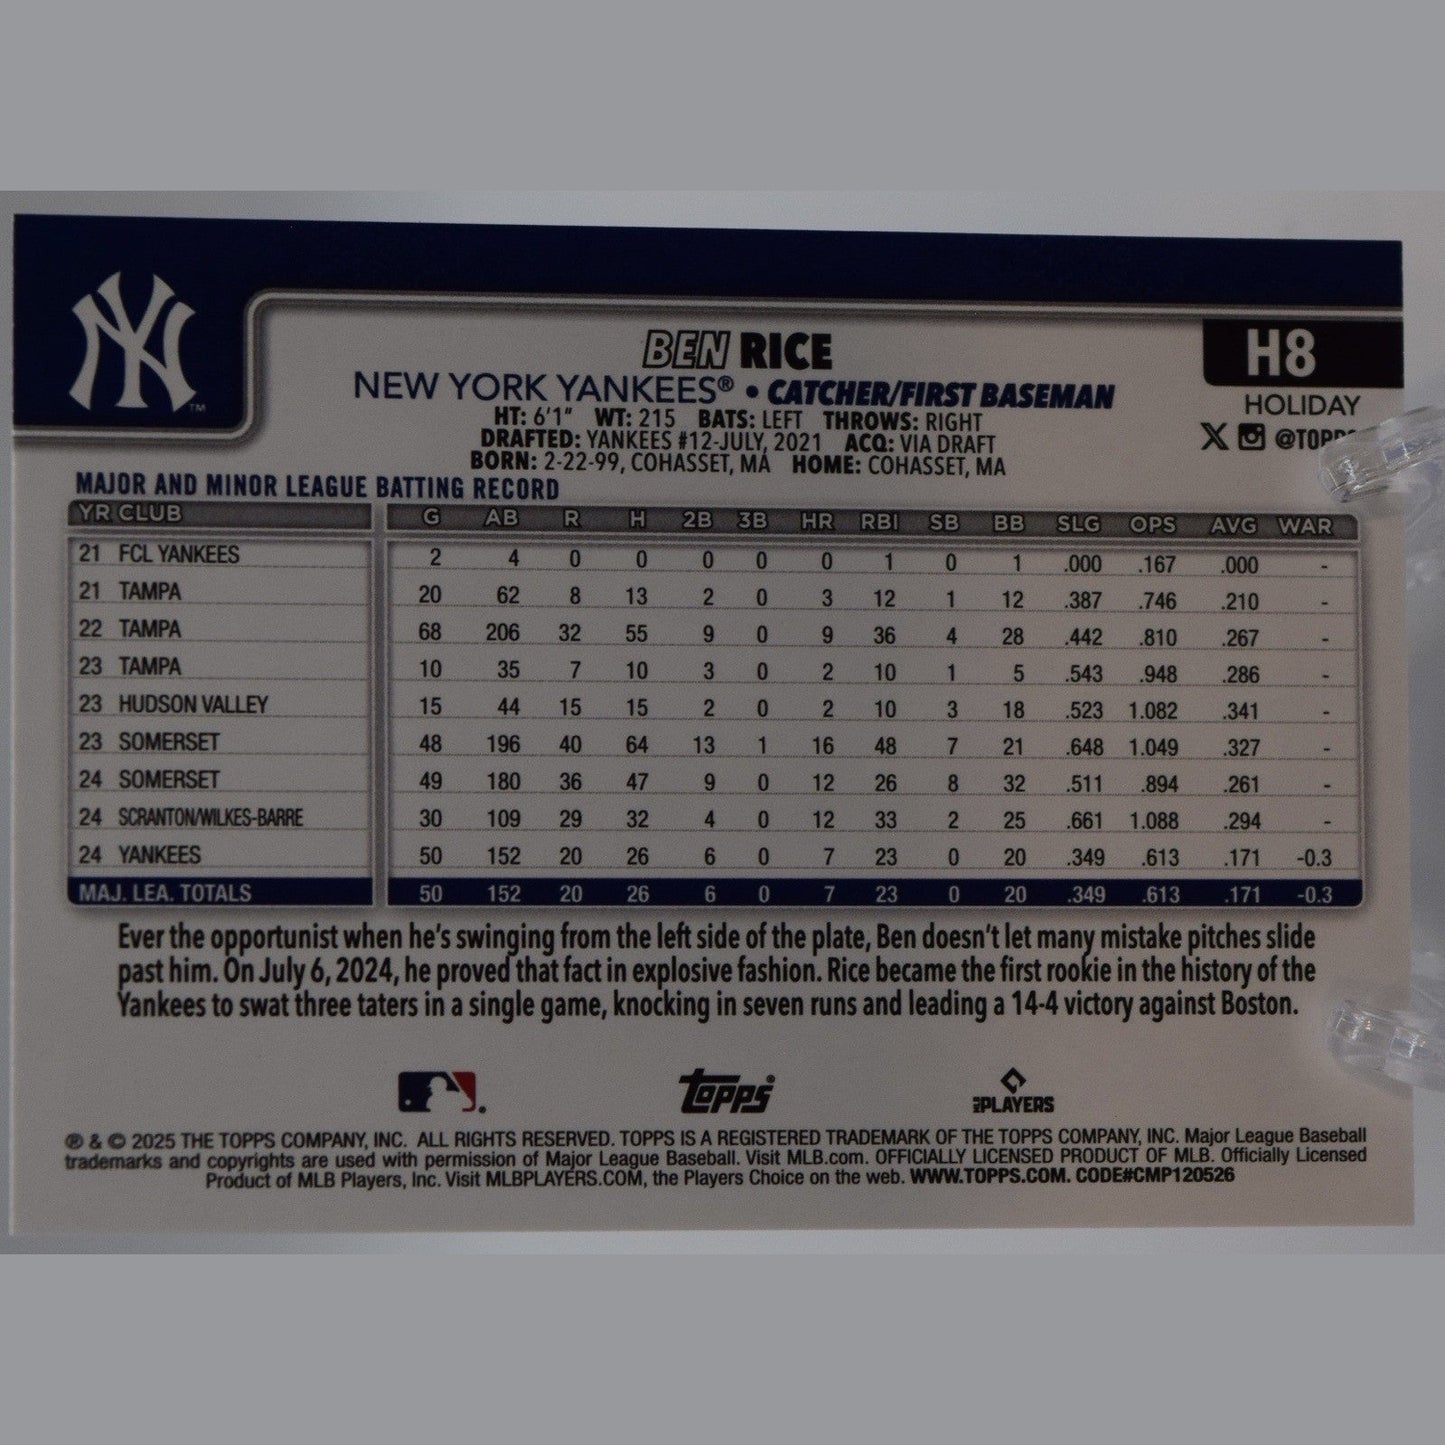 NY™
BEN RICE
H8
NEW YORK YANKEES® • CATCHER/FIRST BASEMAN
HOLIDAY
HT: 6'1" WT: 215 BATS: LEFT THROWS: RIGHT
DRAFTED: YANKEES #12-JULY, 2021 ACQ: VIA DRAFT
BORN: 2-22-99, COHASSET, MA HOME: COHASSET, MA
MAJOR AND MINOR LEAGUE BATTING RECORD
YR CLUB G AB R H 2B 3B HR RBI SB BB SLG OPS AVG WAR
21 FCL YANKEES 2 4 0 0 0 0 0 1 0 1 .000 .167 .000 -
21 TAMPA 20 62 8 13 2 0 3 12 1 12 .387 .746 .210 -
22 TAMPA 68 206 32 55 9 0 9 36 4 28 .442 .810 .267 -
23 TAMPA 10 35 7 10 3 0 2 10 1 5 .543 .948 .286 -
23 HUDSON VALLEY 15 44 15 15 2 0 2 10 3 18 .523 1.082 .341 -
23 SOMERSET 48 196 40 64 13 1 16 48 7 21 .648 1.049 .327 -
24 SOMERSET 49 180 36 47 9 0 12 26 8 32 .511 .894 .261 -
24 SCRANTON/WILKES-BARRE 30 109 29 32 4 0 12 33 2 25 .661 1.088 .294 -
24 YANKEES 50 152 20 26 6 0 7 23 0 20 .349 .613 .171 -0.3
MAJ. LEA. TOTALS 50 152 20 26 6 0 7 23 0 20 .349 .613 .171 -0.3
Ever the opportunist when he's swinging from the left side of the plate, Ben doesn't let many mistake pitches slide
past him. On July 6, 2024, he proved that fact in explosive fashion. Rice became the first rookie in the history of the
Yankees to swat three taters in a single game, knocking in seven runs and leading a 14-4 victory against Boston.
Topps
MLB PLAYERS
® & © 2025 THE TOPPS COMPANY, INC. ALL RIGHTS RESERVED. TOPPS IS A REGISTERED TRADEMARK OF THE TOPPS COMPANY, INC. Major League Baseball
trademarks and copyrights are used with permission of Major League Baseball. Visit MLB.com. OFFICIALLY LICENSED PRODUCT OF MLB. Officially Licensed
Product of MLB Players, Inc. Visit MLBPLAYERS.COM, the Players Choice on the web. WWW.TOPPS.COM. CODE#CMP120526